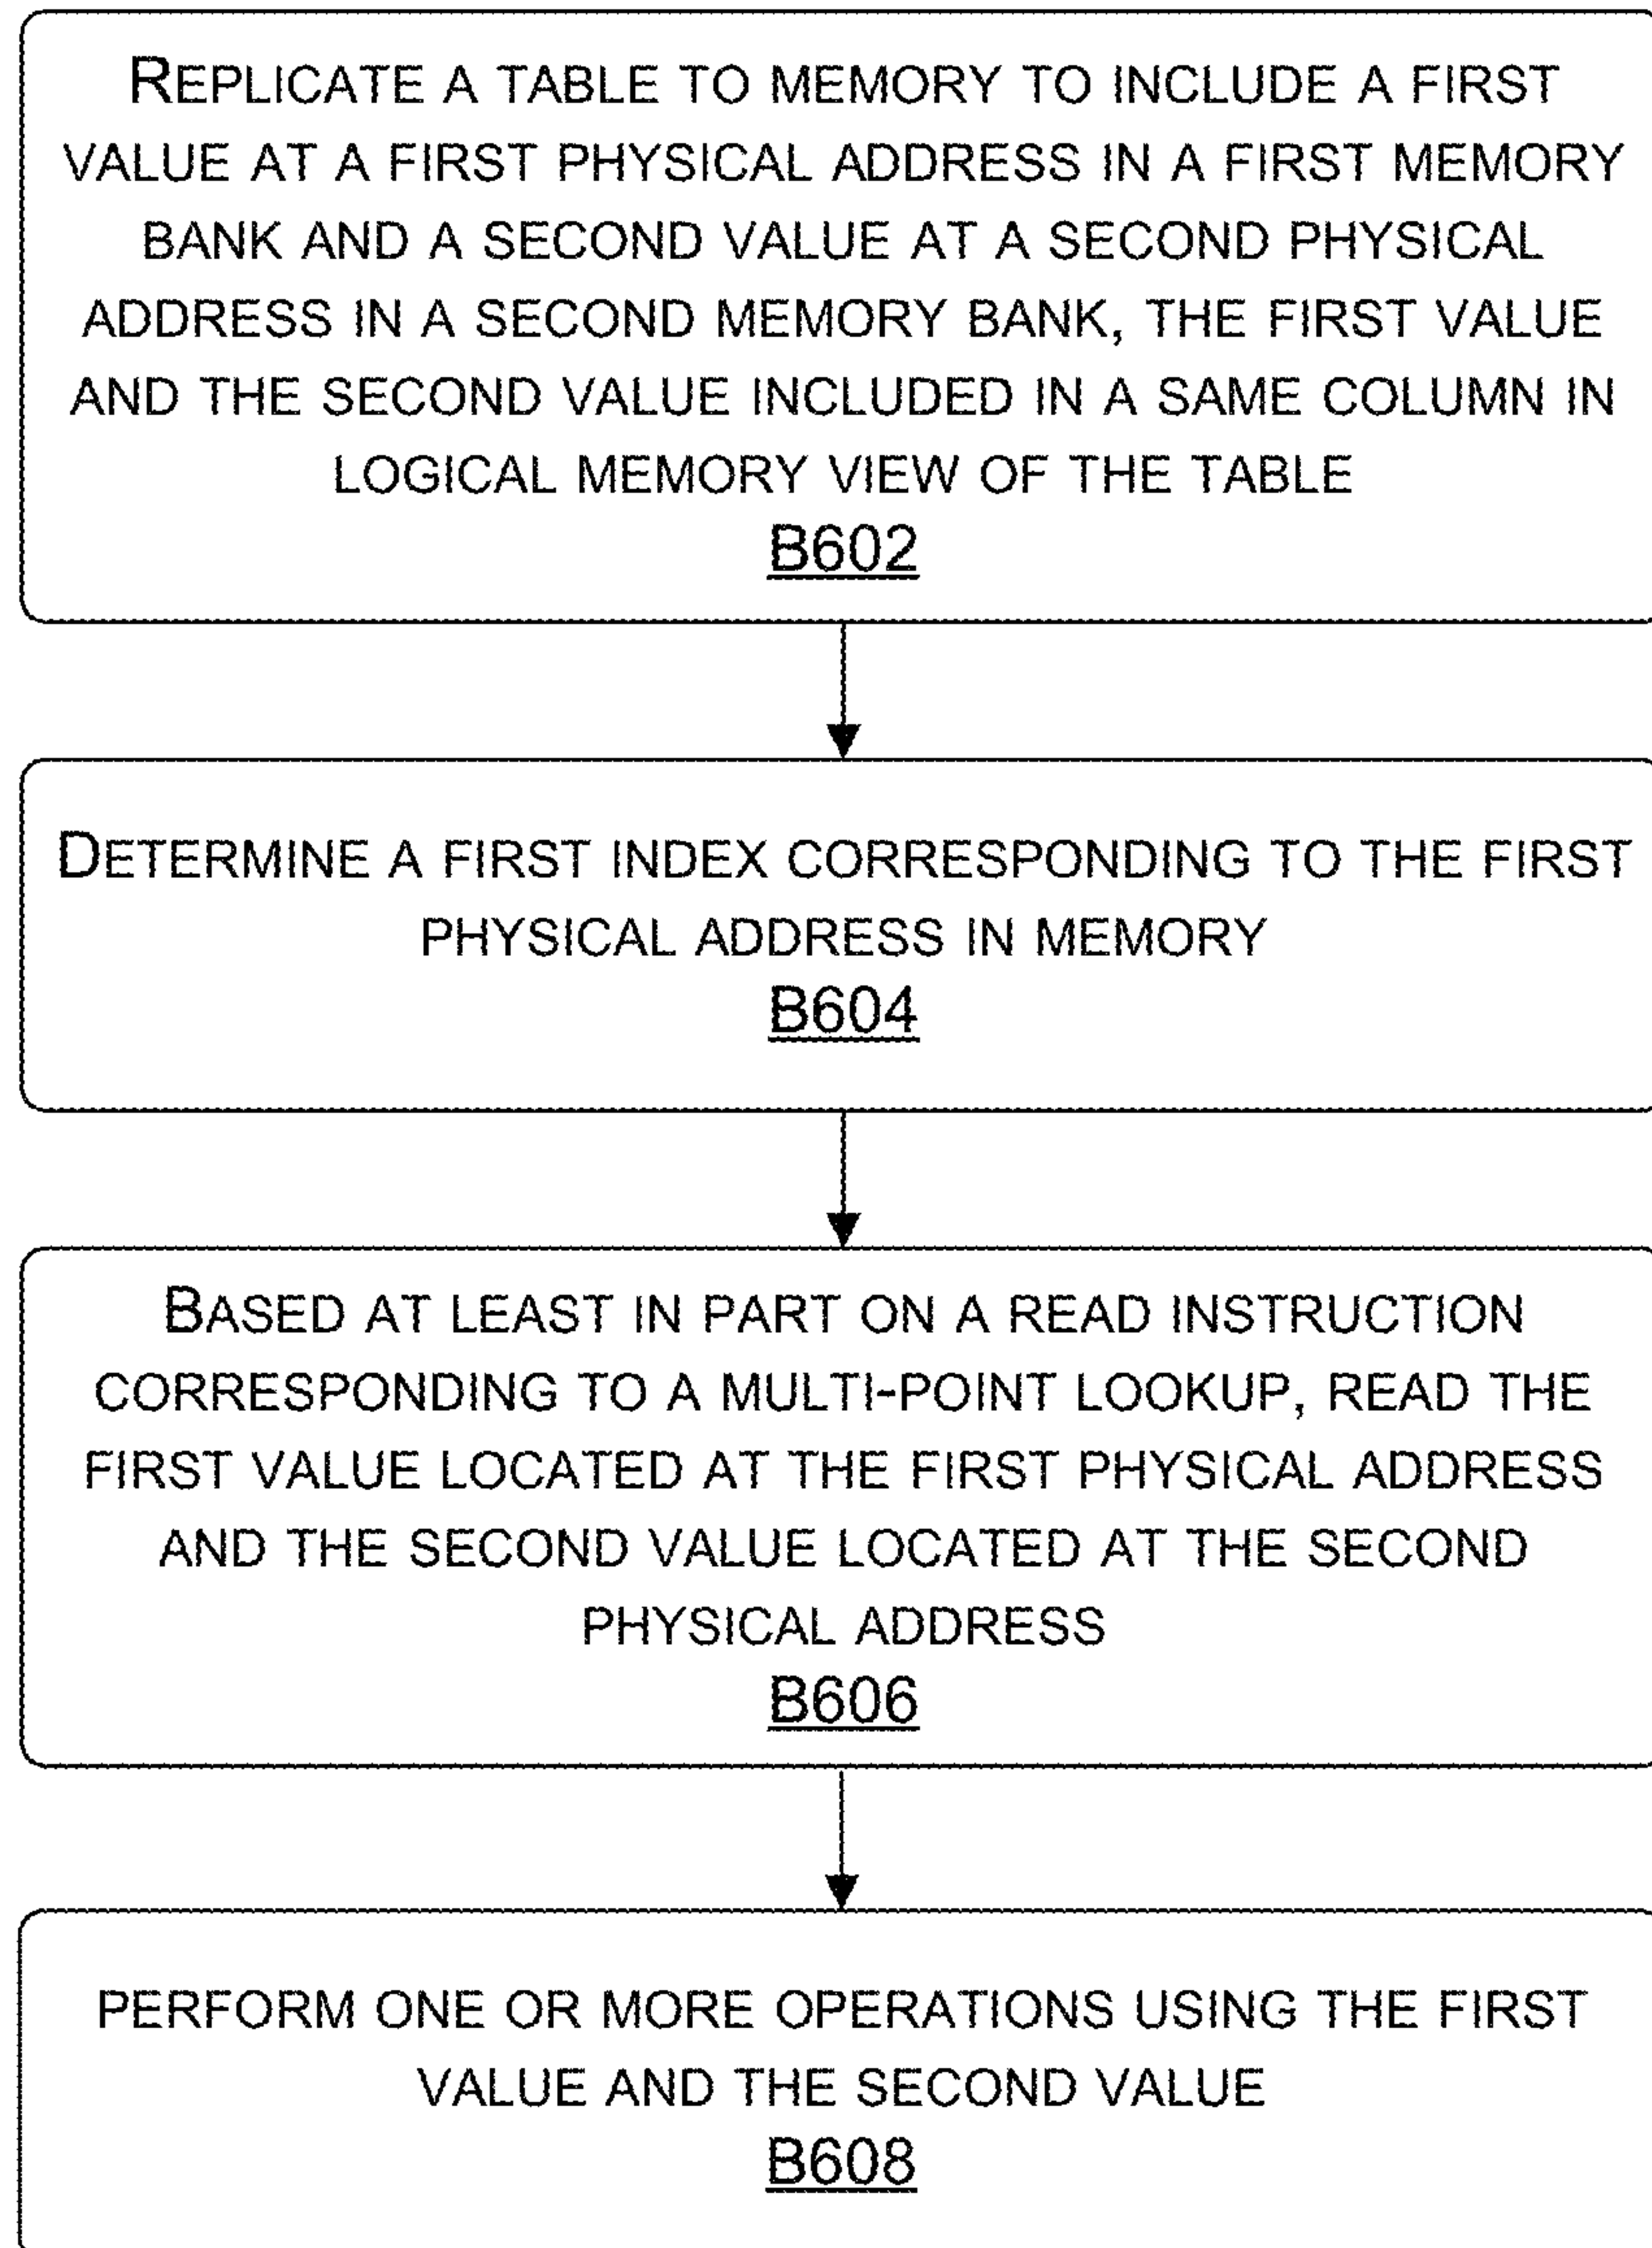 REPLICATE A TABLE TO MEMORY TO INCLUDE A FIRST
VALUE AT A FIRST PHYSICAL ADDRESS IN A FIRST MEMORY
BANK AND A SECOND VALUE AT A SECOND PHYSICAL
ADDRESS IN A SECOND MEMORY BANK, THE FIRST VALUE
AND THE SECOND VALUE INCLUDED IN A SAME COLUMN IN
LOGICAL MEMORY VIEW OF THE TABLE
B602
DETERMINE A FIRST INDEX CORRESPONDING TO THE FIRST
PHYSICAL ADDRESS IN MEMORY
B604
BASED AT LEAST IN PART ON A READ INSTRUCTION
CORRESPONDING TO A MULTI-POINT LOOKUP, READ THE
FIRST VALUE LOCATED AT THE FIRST PHYSICAL ADDRESS
AND THE SECOND VALUE LOCATED AT THE SECOND
PHYSICAL ADDRESS
B606
PERFORM ONE OR MORE OPERATIONS USING THE FIRST
VALUE AND THE SECOND VALUE
B608